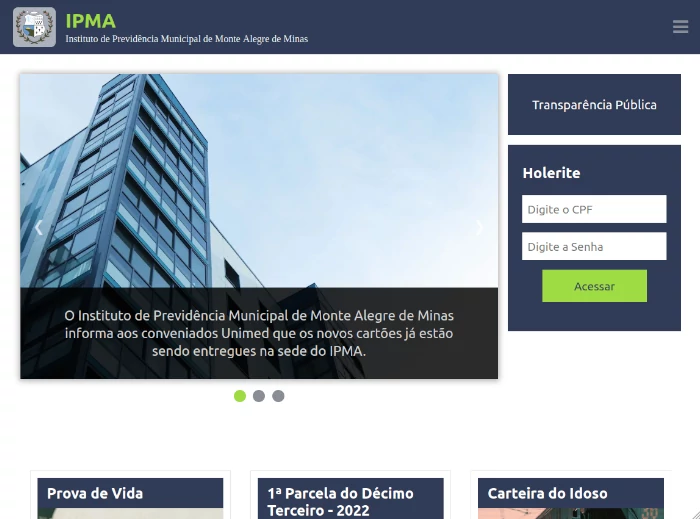 IPMA
Instituto de Previdência Municipal de Monte Alegre de Minas
Transparência Pública
Holerite
Digite o CPF
Digite a Senha
Acessar
O Instituto de Previdência Municipal de Monte Alegre de Minas
informa aos conveniados Unimed que os novos cartões já estão
sendo entregues na sede do IPMA.
Prova de Vida
1ª Parcela do Décimo
Terceiro - 2022
Carteira do Idoso